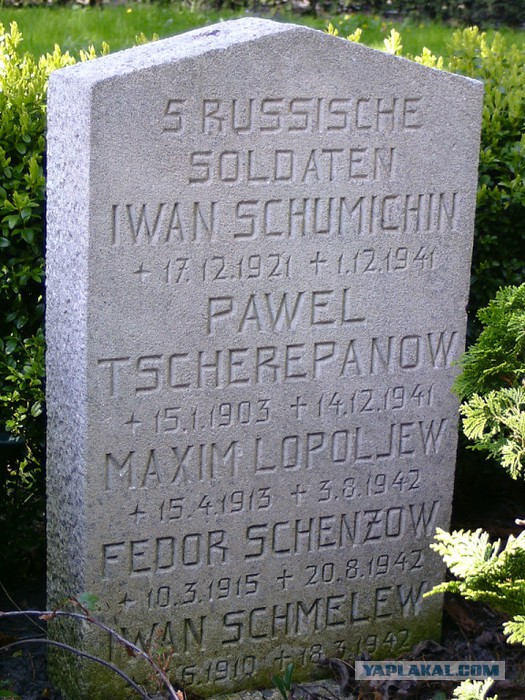 5 RUSSISCHE
SOLDATEN
IWAN SCHUMICHIN
+ 17.12.1921 + 1.12.1941
PAWEL
TSCHEREPANOW
+ 15.1.1903 + 14.12.1941
MAXIM LOPOLJEW
+ 15.4.1913 + 3.8.1942
FEDOR SCHENZOW
+ 10.3.1915 + 20.8.1942
IWAN SCHMELEW
.6.1910 + 18.3.1942
YAPLAKAL.COM